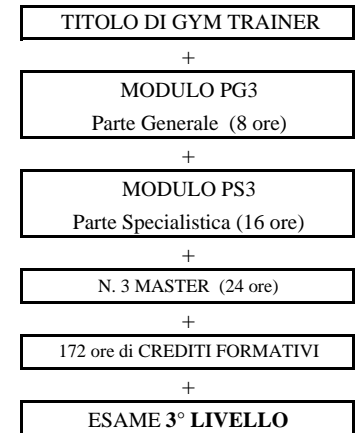 TITOLO DI GYM TRAINER
+
MODULO PG3
Parte Generale (8 ore)
+
MODULO PS3
Parte Specialistica (16 ore)
+
N. 3 MASTER (24 ore)
+
172 ore di CREDITI FORMATIVI
+
ESAME 3° LIVELLO